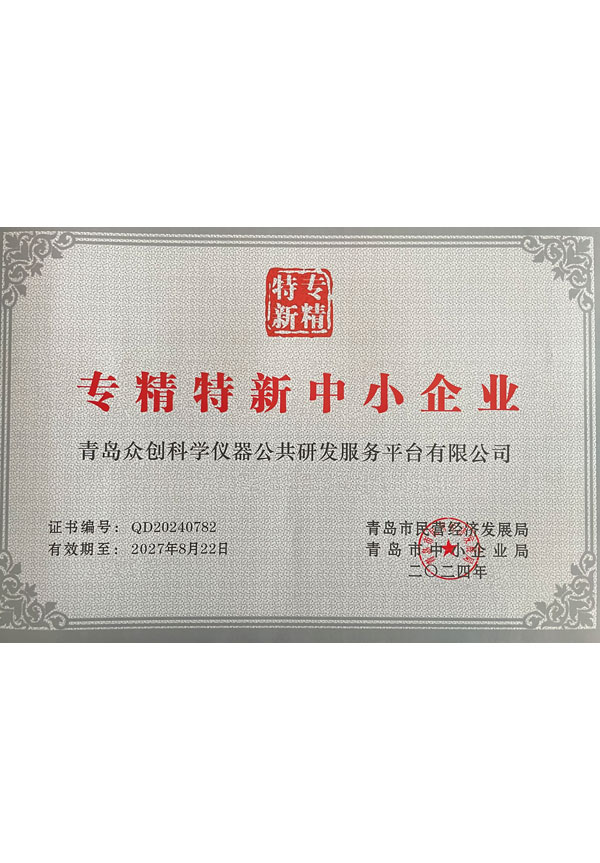 专精
特新
专精特新中小企业
青岛众创科学仪器公共研发服务平台有限公司
证书编号：QD20240782
有效期至：2027年8月22日
青岛市民营经济发展局
青岛市中小企业局
二〇二四年